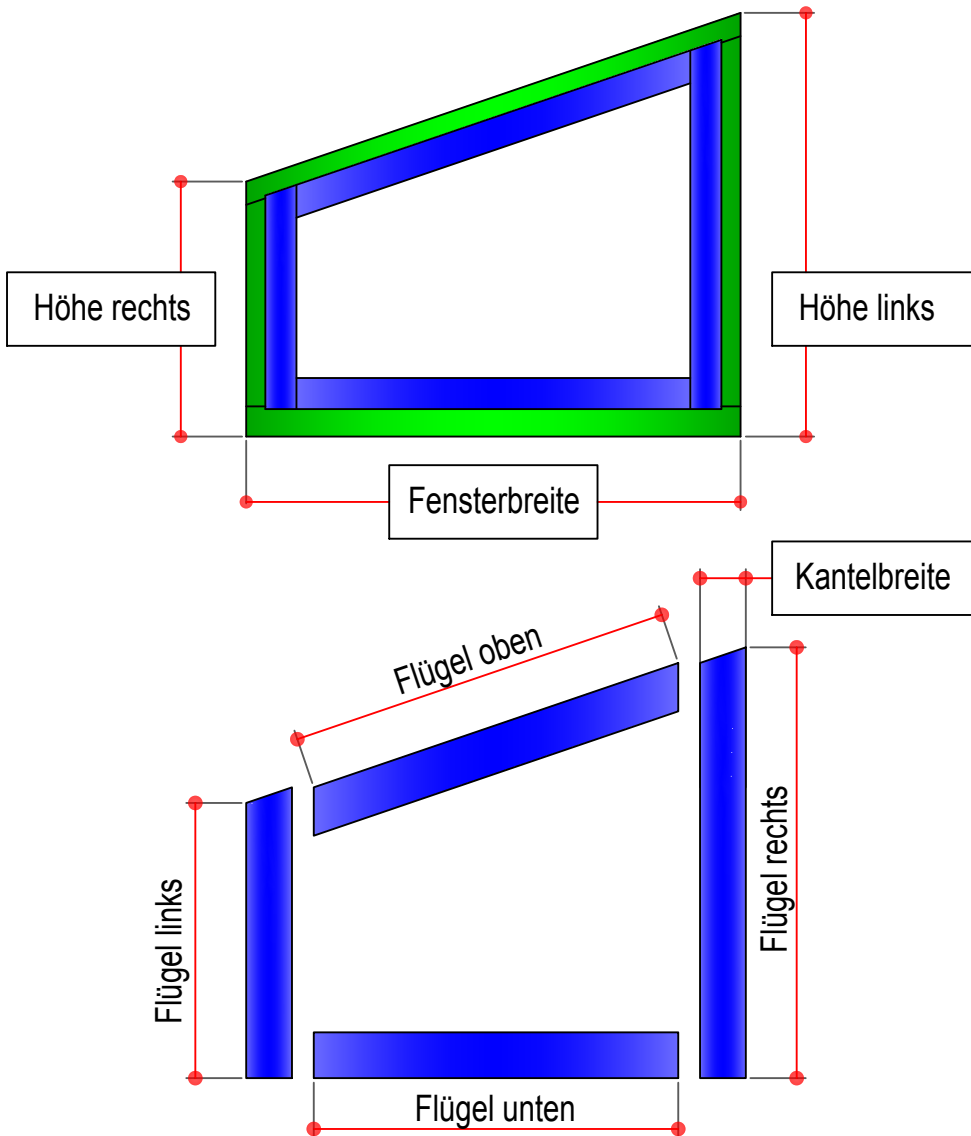 Höhe rechts
Höhe links
Fensterbreite
Kantelbreite
Flügel oben
Flügel links
Flügel rechts
Flügel unten